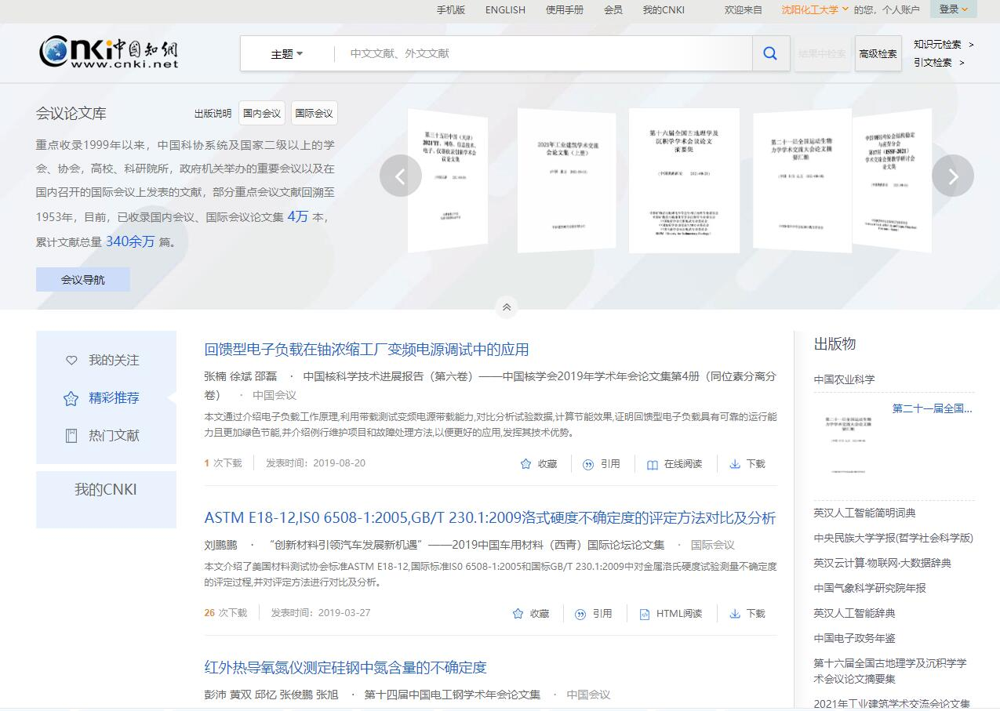 手机版 ENGLISH 使用手册 会员 我的CNKI 欢迎来自 沈阳化工大学 的您，个人账户 登录
cnki中国知网
www.cnki.net
主题 中文文献、外文文献 结果中检索 高级检索
知识元检索 >
引文检索 >
会议论文库 出版说明 国内会议 国际会议
重点收录1999年以来，中国科协系统及国家二级以上的学
会、协会，高校、科研院所，政府机关举办的重要会议以及在
国内召开的国际会议上发表的文献，部分重点会议文献回溯至
1953年，目前，已收录国内会议、国际会议论文集 4万 本，
累计文献总量 340余万 篇。
会议导航
第三十五届中国（天津）
2021'IT、网络、信息技术、
电子、仪器仪表创新学术会
议论文集
2021年工业建筑学术交流
会论文集（上册）
第十六届全国古地理学及
沉积学学术会议论文
摘要集
第二十一届全国运动生物
力学学术交流大会论文摘
要汇编
中国钢结构协会结构稳定
与疲劳分会
第17届（ISSF-2021）
学术交流会暨教学研讨会
论文集
我的关注
精彩推荐
热门文献
我的CNKI
回馈型电子负载在铀浓缩工厂变频电源调试中的应用
张楠 徐斌 邵磊 · 中国核科学技术进展报告（第六卷）——中国核学会2019年学术年会论文集第4册（同位素分离分
卷） · 中国会议
本文通过介绍电子负载工作原理,利用带载测试变频电源带载能力,对比分析试验数据,计算节能效果,证明回馈型电子负载具有可靠的运行能
力且更加绿色节能,并介绍例行维护项目和故障处理方法,以便更好的应用,发挥其技术优势。
1 次下载 发表时间：2019-08-20 收藏 引用 在线阅读 下载
ASTM E18-12,IS0 6508-1:2005,GB/T 230.1:2009洛式硬度不确定度的评定方法对比及分析
刘鹏鹏 · “创新材料引领汽车发展新机遇”——2019中国车用材料（西青）国际论坛论文集 · 国际会议
本文介绍了美国材料测试协会标准ASTM E18-12,国际标准IS0 6508-1:2005和国标GB/T 230.1:2009中对金属洛氏硬度试验测量不确定度
的评定过程,并对评定方法进行对比及分析。
26 次下载 发表时间：2019-03-27 收藏 引用 HTML阅读 下载
红外热导氧氮仪测定硅钢中氮含量的不确定度
彭沛 黄双 邱忆 张俊鹏 张旭 · 第十四届中国电工钢学术年会论文集 · 中国会议
出版物
中国农业科学
第二十一届全国...
第二十一届全国运动生物
力学学术交流大会论文摘
要汇编
英汉人工智能简明词典
中央民族大学学报(哲学社会科学版)
英汉云计算·物联网·大数据辞典
中国气象科学研究院年报
英汉人工智能辞典
中国电子政务年鉴
第十六届全国古地理学及沉积学学
术会议论文摘要集
2021年工业建筑学术交流会论文集